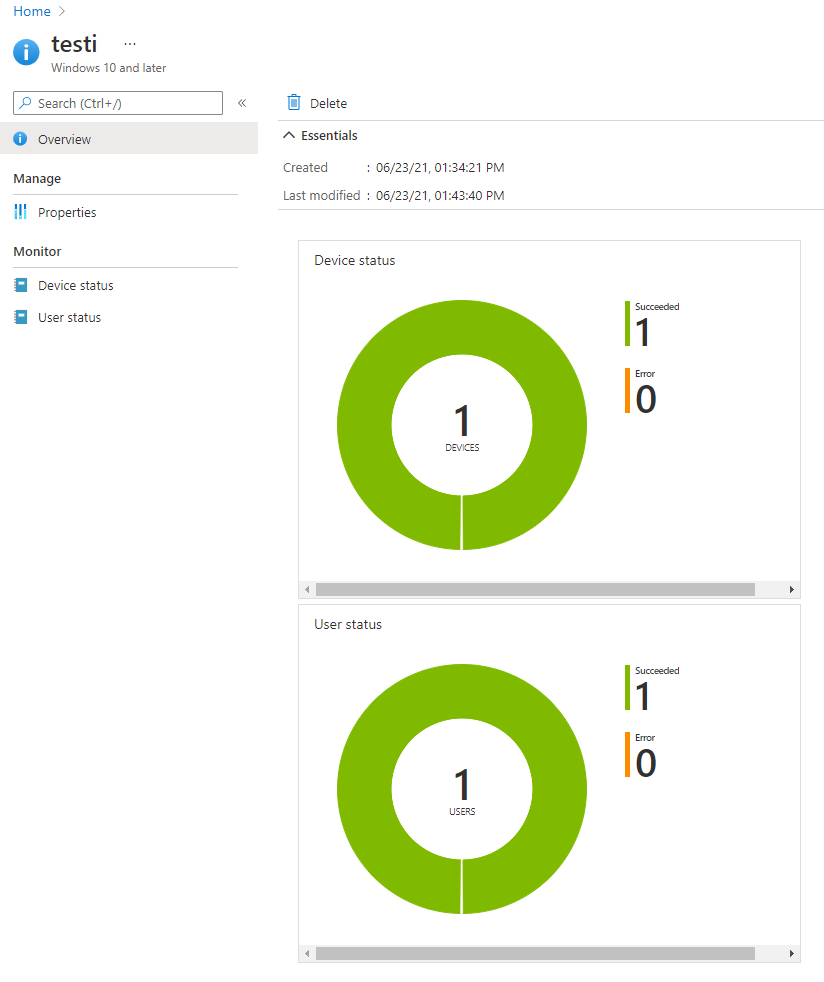 Home
testi ...
Windows 10 and later
Search (Ctrl+/)
«
Overview
Manage
Properties
Monitor
Device status
User status
Delete
Essentials
Created : 06/23/21, 01:34:21 PM
Last modified : 06/23/21, 01:43:40 PM
Device status
1
DEVICES
Succeeded
1
Error
0
User status
1
USERS
Succeeded
1
Error
0